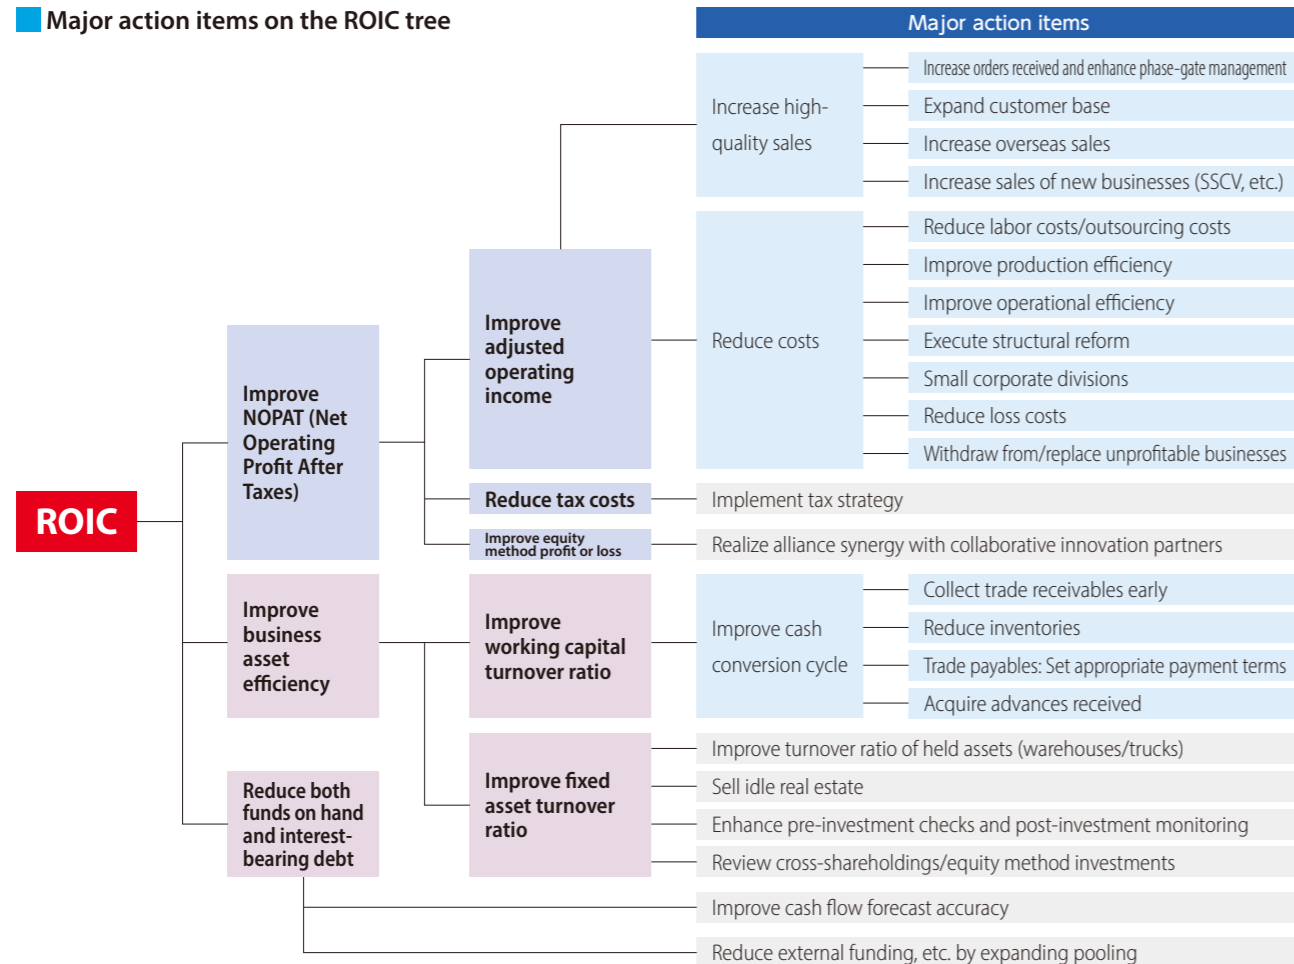 Major action items on the ROIC tree
Major action items
ROIC
Improve
NOPAT (Net
Operating
Profit After
Taxes)
Improve
adjusted
operating
income
Increase high-
quality sales
Increase orders received and enhance phase-gate management
Expand customer base
Increase overseas sales
Increase sales of new businesses (SSCV, etc.)
Reduce costs
Reduce labor costs/outsourcing costs
Improve production efficiency
Improve operational efficiency
Execute structural reform
Small corporate divisions
Reduce loss costs
Withdraw from/replace unprofitable businesses
Reduce tax costs
Implement tax strategy
Improve equity
method profit or loss
Realize alliance synergy with collaborative innovation partners
Improve
business
asset
efficiency
Improve
working capital
turnover ratio
Improve cash
conversion cycle
Collect trade receivables early
Reduce inventories
Trade payables: Set appropriate payment terms
Acquire advances received
Improve fixed
asset turnover
ratio
Improve turnover ratio of held assets (warehouses/trucks)
Sell idle real estate
Enhance pre-investment checks and post-investment monitoring
Review cross-shareholdings/equity method investments
Reduce both
funds on hand
and interest-
bearing debt
Improve cash flow forecast accuracy
Reduce external funding, etc. by expanding pooling